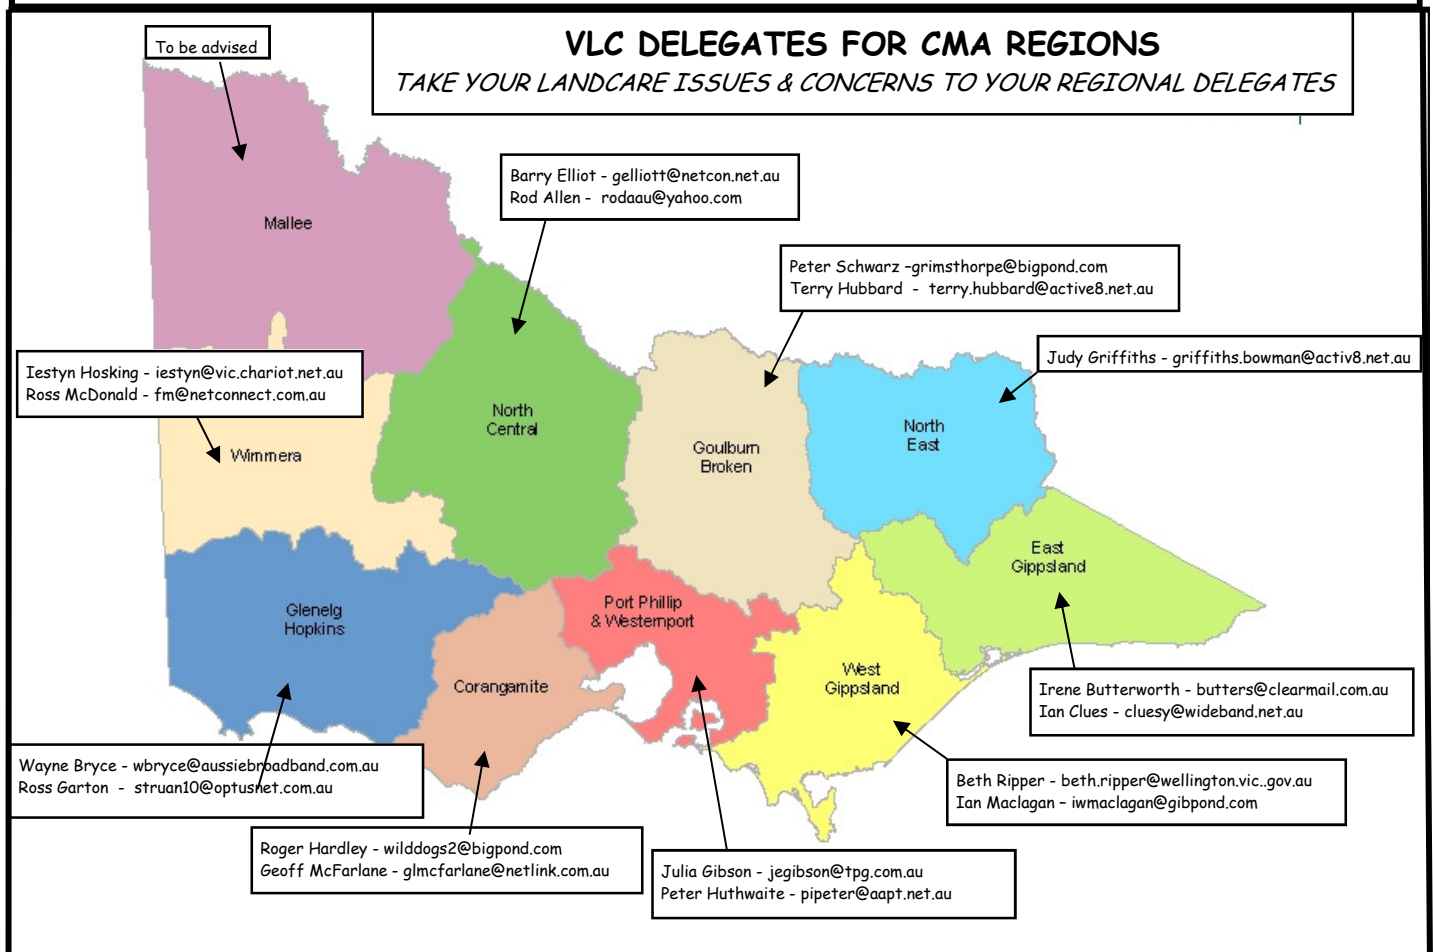 VLC DELEGATES FOR CMA REGIONS
TAKE YOUR LANDCARE ISSUES & CONCERNS TO YOUR REGIONAL DELEGATES
To be advised
Mallee
Barry Elliot - gelliott@netcon.net.au
Rod Allen - rodaau@yahoo.com
Peter Schwarz –grimsthorpe@bigpond.com
Terry Hubbard - terry.hubbard@active8.net.au
Judy Griffiths - griffiths.bowman@activ8.net.au
Iestyn Hosking - iestyn@vic.chariot.net.au
Ross McDonald - fm@netconnect.com.au
Wimmera
North
Central
Goulburn
Broken
North
East
East
Gippsland
Glenelg
Hopkins
Port Phillip
& Westernport
Corangamite
West
Gippsland
Irene Butterworth - butters@clearmail.com.au
Ian Clues - cluesy@wideband.net.au
Wayne Bryce - wbryce@aussiebroadband.com.au
Ross Garton - struan10@optusnet.com.au
Beth Ripper - beth.ripper@wellington.vic..gov.au
Ian Maclagan – iwmaclagan@gibpond.com
Roger Hardley - wilddogs2@bigpond.com
Geoff McFarlane - glmcfarlane@netlink.com.au
Julia Gibson - jegibson@tpg.com.au
Peter Huthwaite - pipeter@aapt.net.au